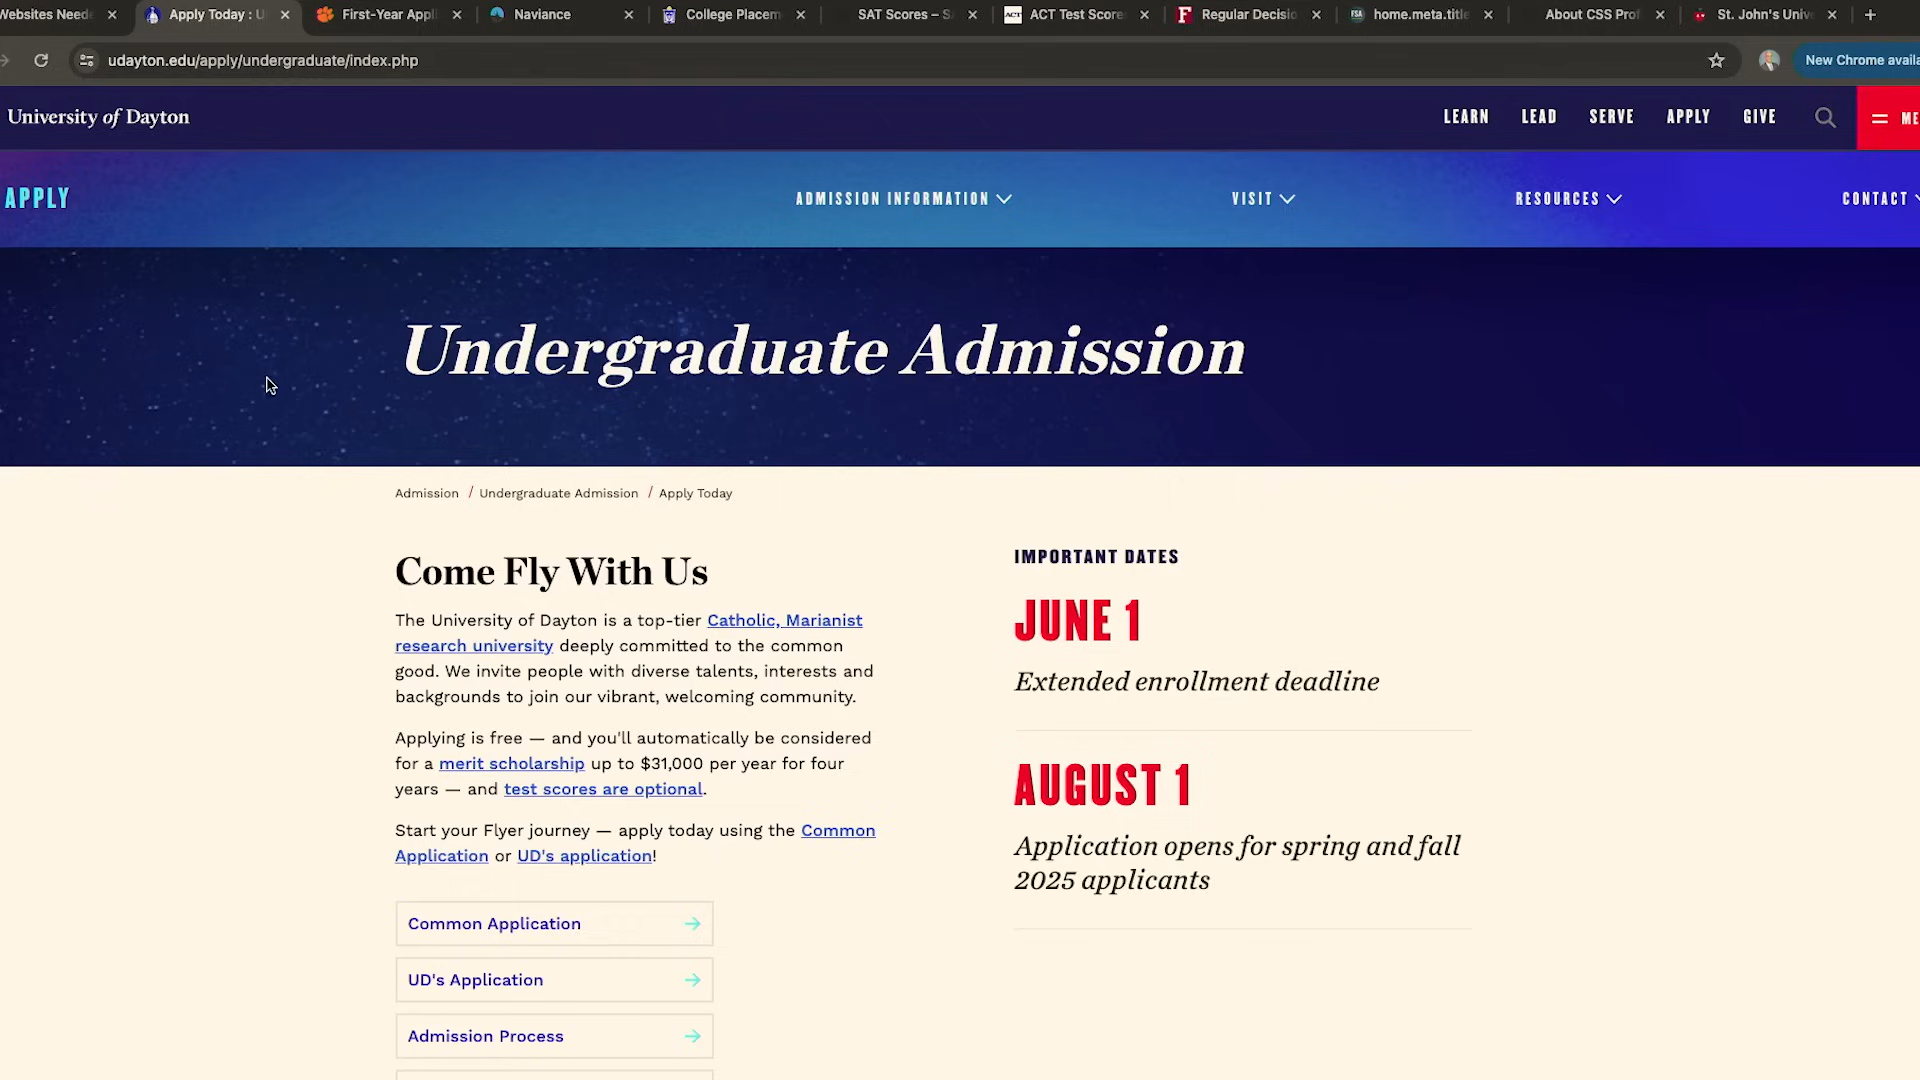 Websites Neede
Apply Today : U
First-Year Appli
Naviance
College Placem
SAT Scores – S
ACT Test Score
Regular Decisio
home.meta.title
About CSS Prof
St. John's Unive
udayton.edu/apply/undergraduate/index.php
New Chrome availa
University of Dayton
LEARN
LEAD
SERVE
APPLY
GIVE
ME
APPLY
ADMISSION INFORMATION
VISIT
RESOURCES
CONTACT
Undergraduate Admission
Admission / Undergraduate Admission / Apply Today
Come Fly With Us
The University of Dayton is a top-tier Catholic, Marianist
research university deeply committed to the common
good. We invite people with diverse talents, interests and
backgrounds to join our vibrant, welcoming community.
Applying is free — and you'll automatically be considered
for a merit scholarship up to $31,000 per year for four
years — and test scores are optional.
Start your Flyer journey — apply today using the Common
Application or UD's application!
Common Application
UD's Application
Admission Process
IMPORTANT DATES
JUNE 1
Extended enrollment deadline
AUGUST 1
Application opens for spring and fall
2025 applicants